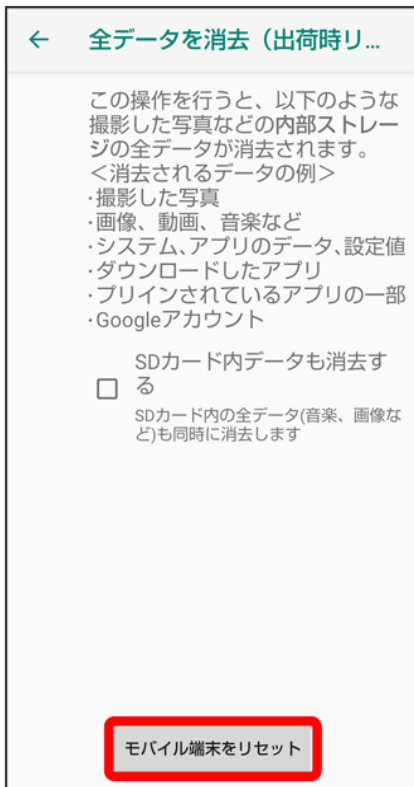 ← 全データを消去（出荷時リ...
この操作を行うと、以下のような
撮影した写真などの内部ストレー
ジの全データが消去されます。
＜消去されるデータの例＞
·撮影した写真
·画像、動画、音楽など
·システム、アプリのデータ、設定値
·ダウンロードしたアプリ
·プリインされているアプリの一部
·Googleアカウント
SDカード内データも消去す
る
SDカード内の全データ(音楽、画像な
ど)も同時に消去します
モバイル端末をリセット